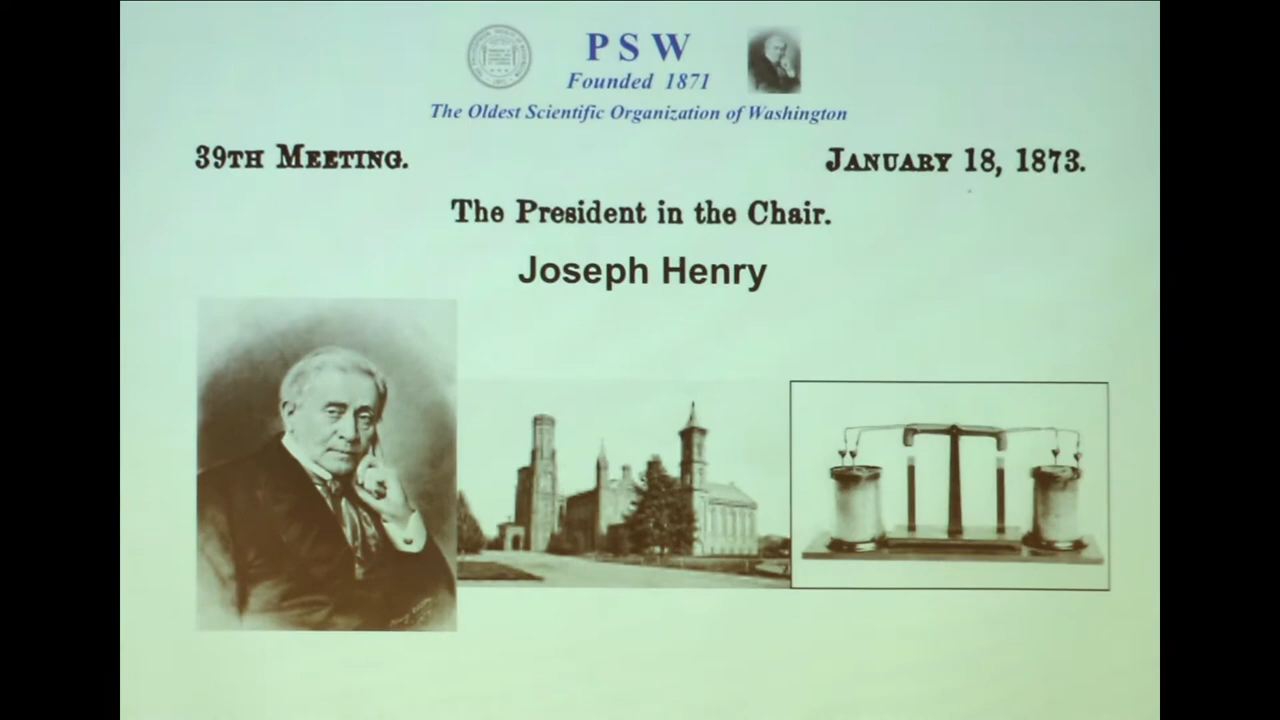 PSW
Founded 1871
The Oldest Scientific Organization of Washington
39TH MEETING.
JANUARY 18, 1873.
The President in the Chair.
Joseph Henry